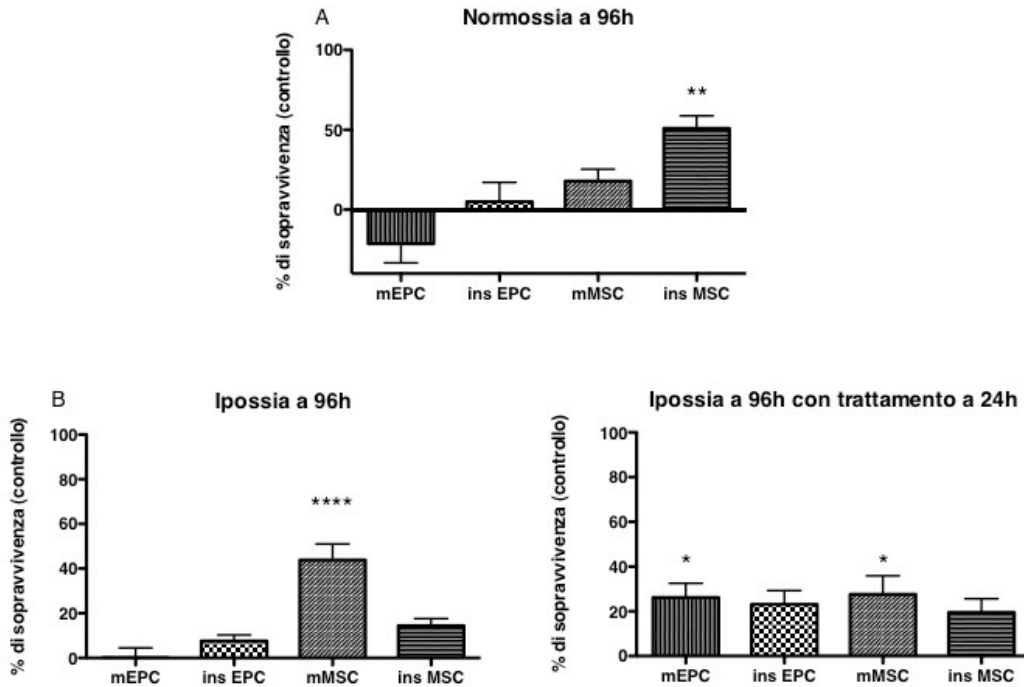 A
Normossia a 96h
% di sopravvivenza (controllo)
100
**
50
0
mEPC ins EPC mMSC ins MSC
B
Ipossia a 96h
% di sopravvivenza (controllo)
100
80
****
60
40
20
0
mEPC ins EPC mMSC ins MSC
Ipossia a 96h con trattamento a 24h
% di sopravvivenza (controllo)
100
80
60
40
* *
20
0
mEPC ins EPC mMSC ins MSC